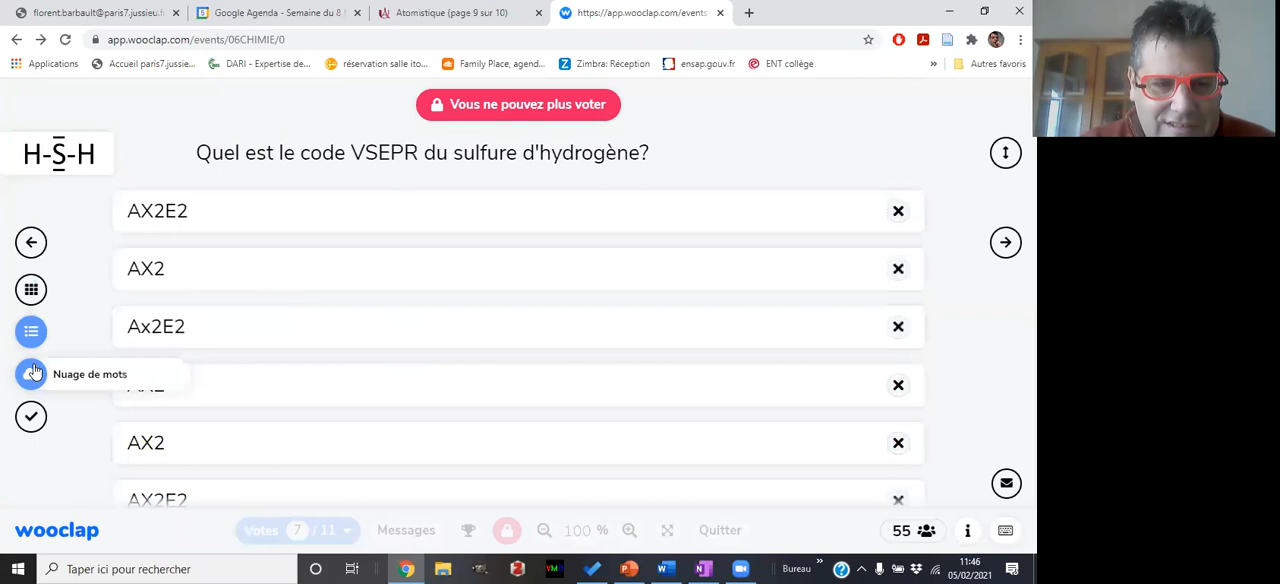 florent.barbault@paris7.jussieu.f
Google Agenda - Semaine du 8 f
Atomistique (page 9 sur 10)
https://app.wooclap.com/events
app.wooclap.com/events/06CHIMIE/0
Applications
Accueil paris7.jussie...
DARI - Expertise de...
réservation salle ito...
Family Place, agend...
Zimbra: Réception
ensap.gouv.fr
ENT collège
»
Autres favoris
Vous ne pouvez plus voter
H-S-H
Quel est le code VSEPR du sulfure d'hydrogène?
AX2E2
AX2
Ax2E2
Nuage de mots
AX2
AX2
AX2E2
wooclap
Votes 7 / 11
Messages
100 %
Quitter
55
Taper ici pour rechercher
Bureau »
11:46
05/02/2021